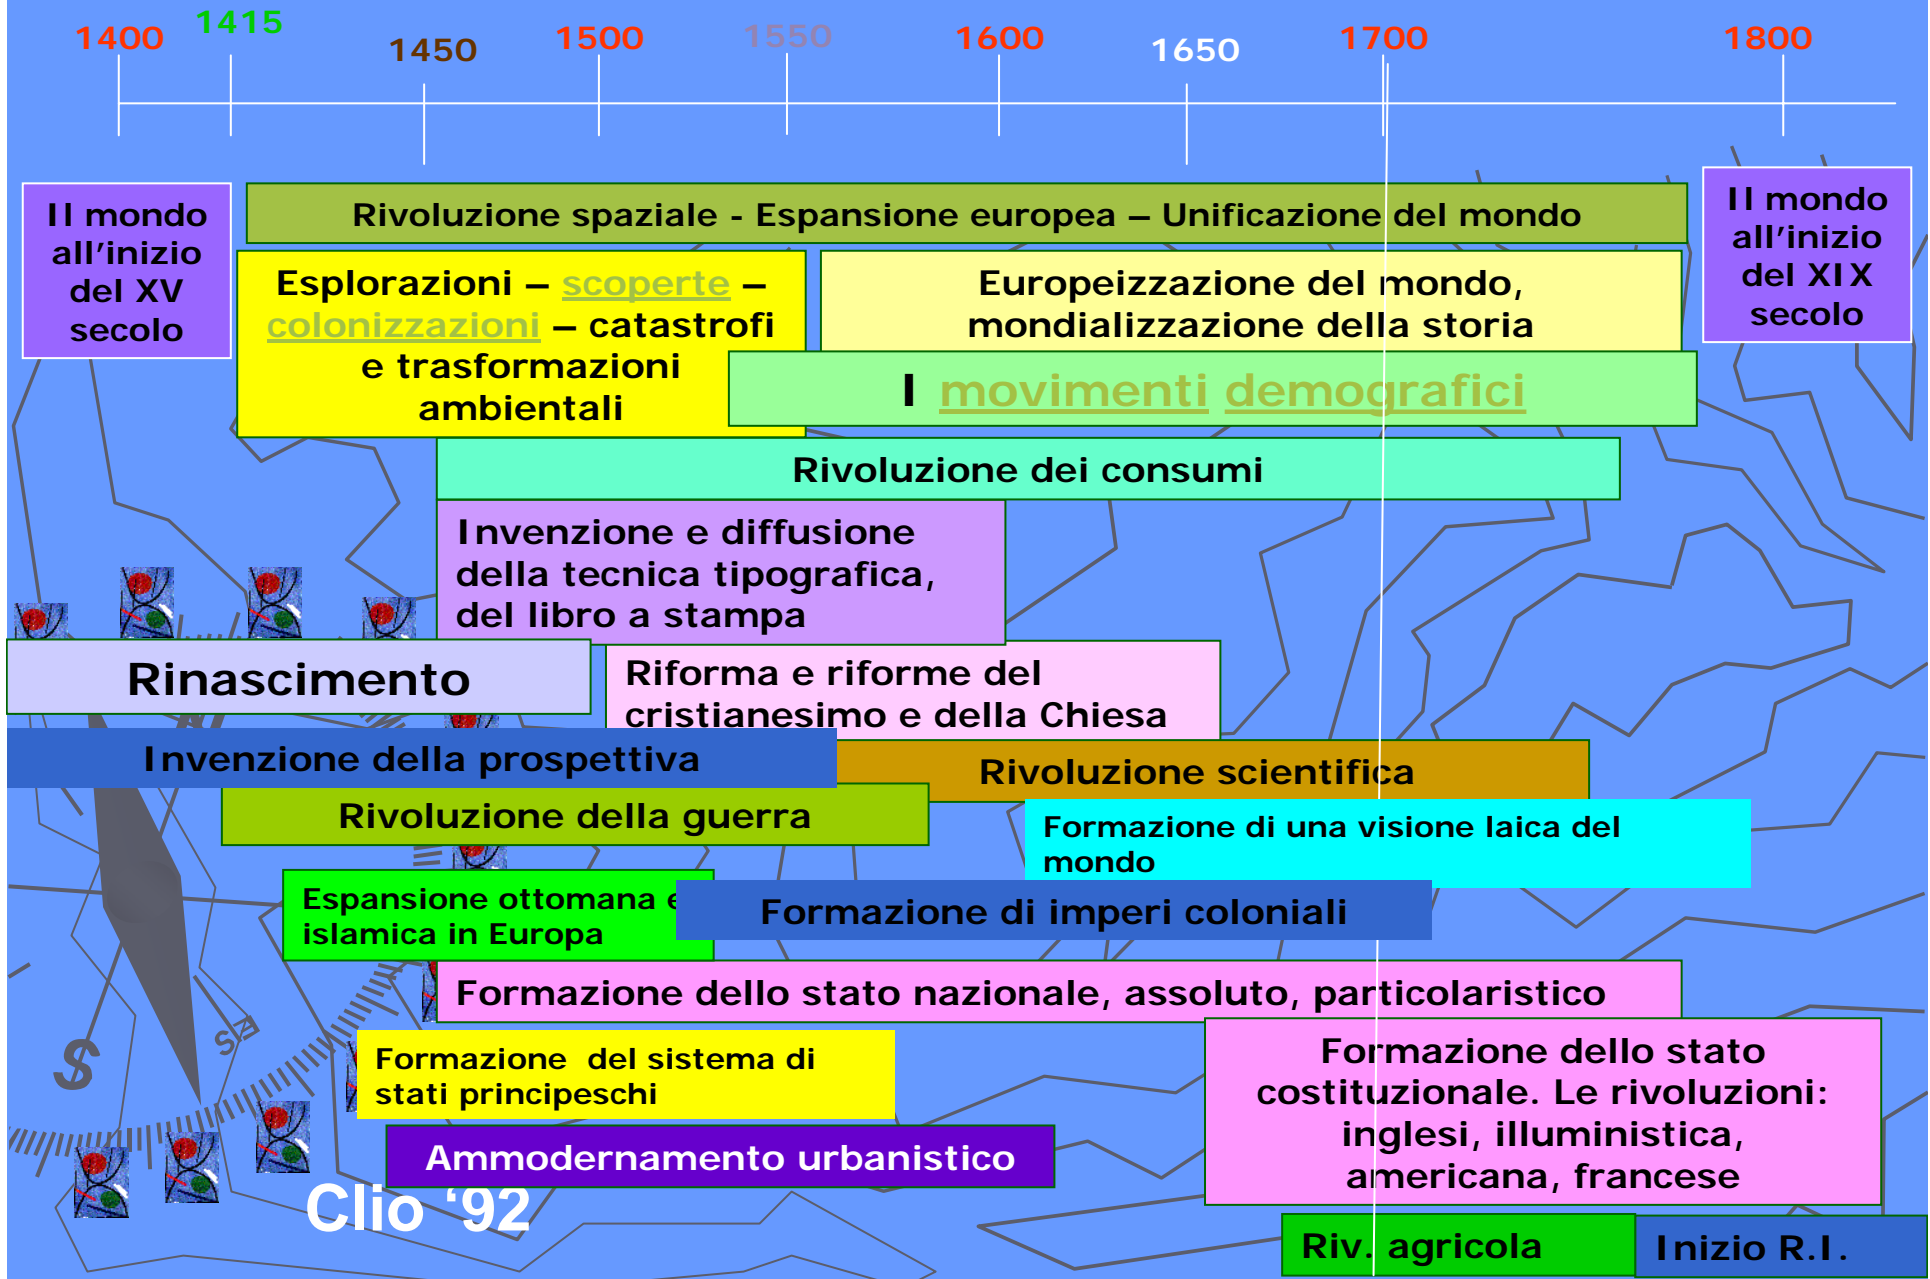 1400
1415
1450
1500
1550
1600
1650
1700
1800
Il mondo
all’inizio
del XV
secolo
Rivoluzione spaziale - Espansione europea – Unificazione del mondo
Il mondo
all’inizio
del XIX
secolo
Esplorazioni – scoperte –
colonizzazioni – catastrofi
e trasformazioni
ambientali
Europeizzazione del mondo,
mondializzazione della storia
I movimenti demografici
Rivoluzione dei consumi
Invenzione e diffusione
della tecnica tipografica,
del libro a stampa
Rinascimento
Riforma e riforme del
cristianesimo e della Chiesa
Invenzione della prospettiva
Rivoluzione scientifica
Rivoluzione della guerra
Formazione di una visione laica del
mondo
Espansione ottomana e
islamica in Europa
Formazione di imperi coloniali
Formazione dello stato nazionale, assoluto, particolaristico
S
Formazione del sistema di
stati principeschi
Formazione dello stato
costituzionale. Le rivoluzioni:
inglesi, illuministica,
americana, francese
Ammodernamento urbanistico
Clio ‘92
Riv. agricola
Inizio R.I.